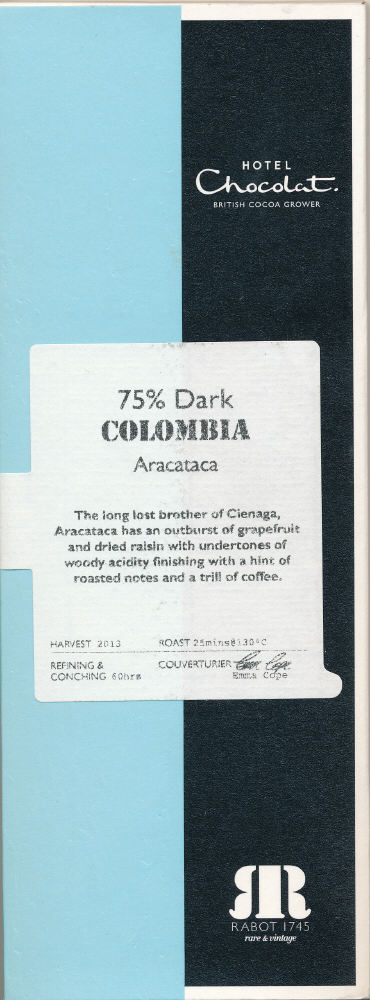 HOTEL
Chocolat.
BRITISH COCOA GROWER
75% Dark
COLOMBIA
Aracataca
The long lost brother of Cienaga,
Aracataca has an outburst of grapefruit
and dried raisin with undertones of
woody acidity finishing with a hint of
roasted notes and a trill of coffee.
HARVEST 2013 ROAST 25mins@130°C
REFINING & COUVERTURIER Emma Cope
CONCHING 60hrs Emma Cope
RABOT 1745
rare & vintage